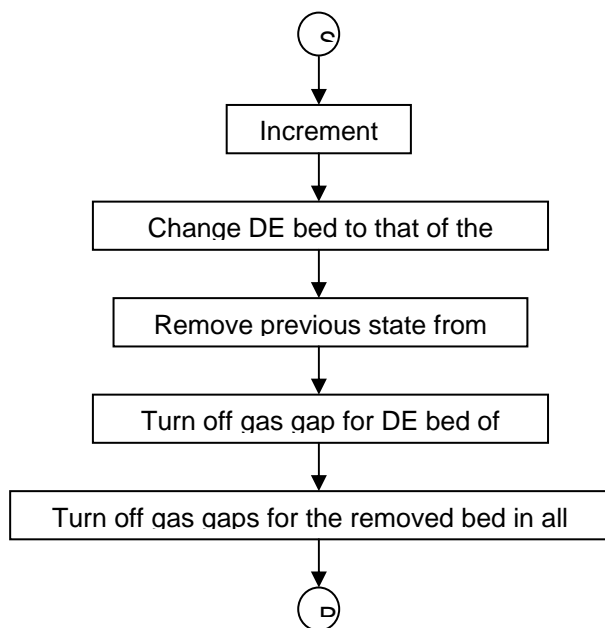 S
Increment
Change DE bed to that of the
Remove previous state from
Turn off gas gap for DE bed of
Turn off gas gaps for the removed bed in all